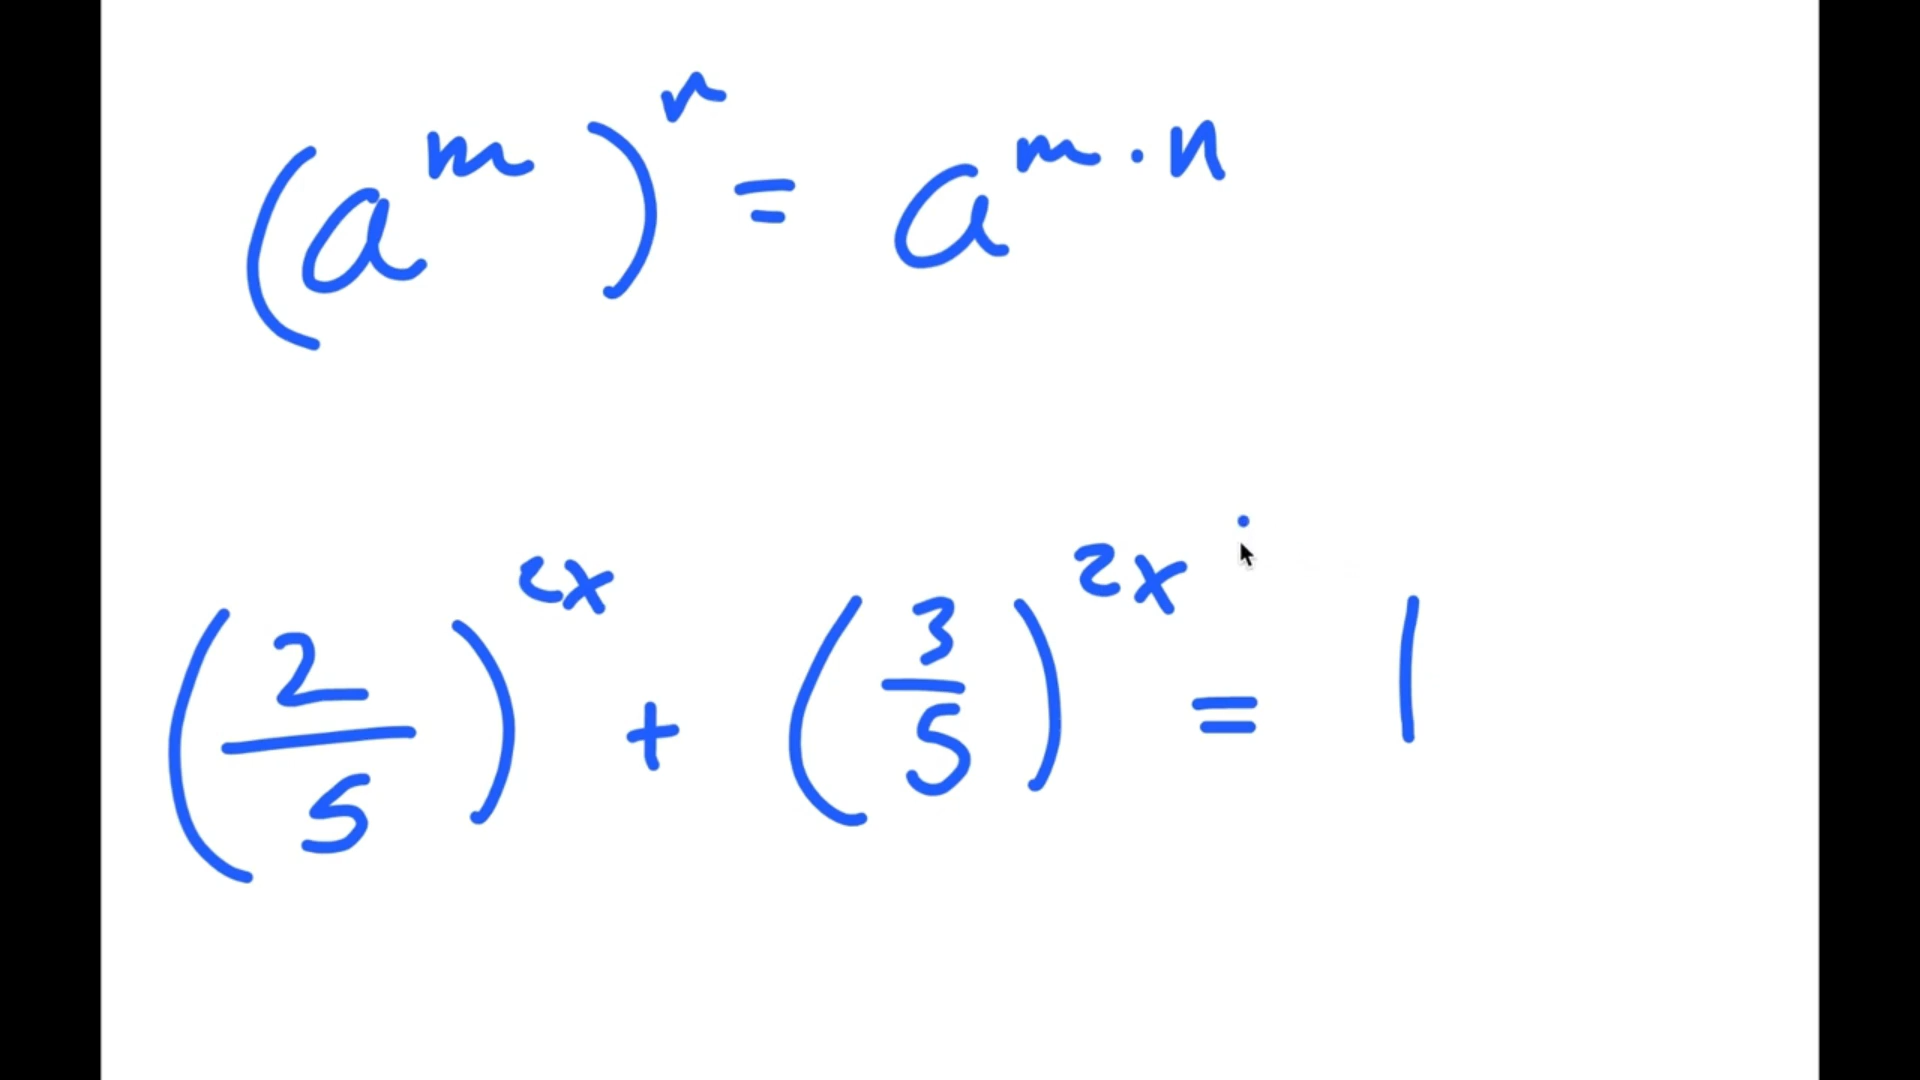 (a^m)^n = a^{m·n}
(2/5)^{2x} + (3/5)^{2x} = 1